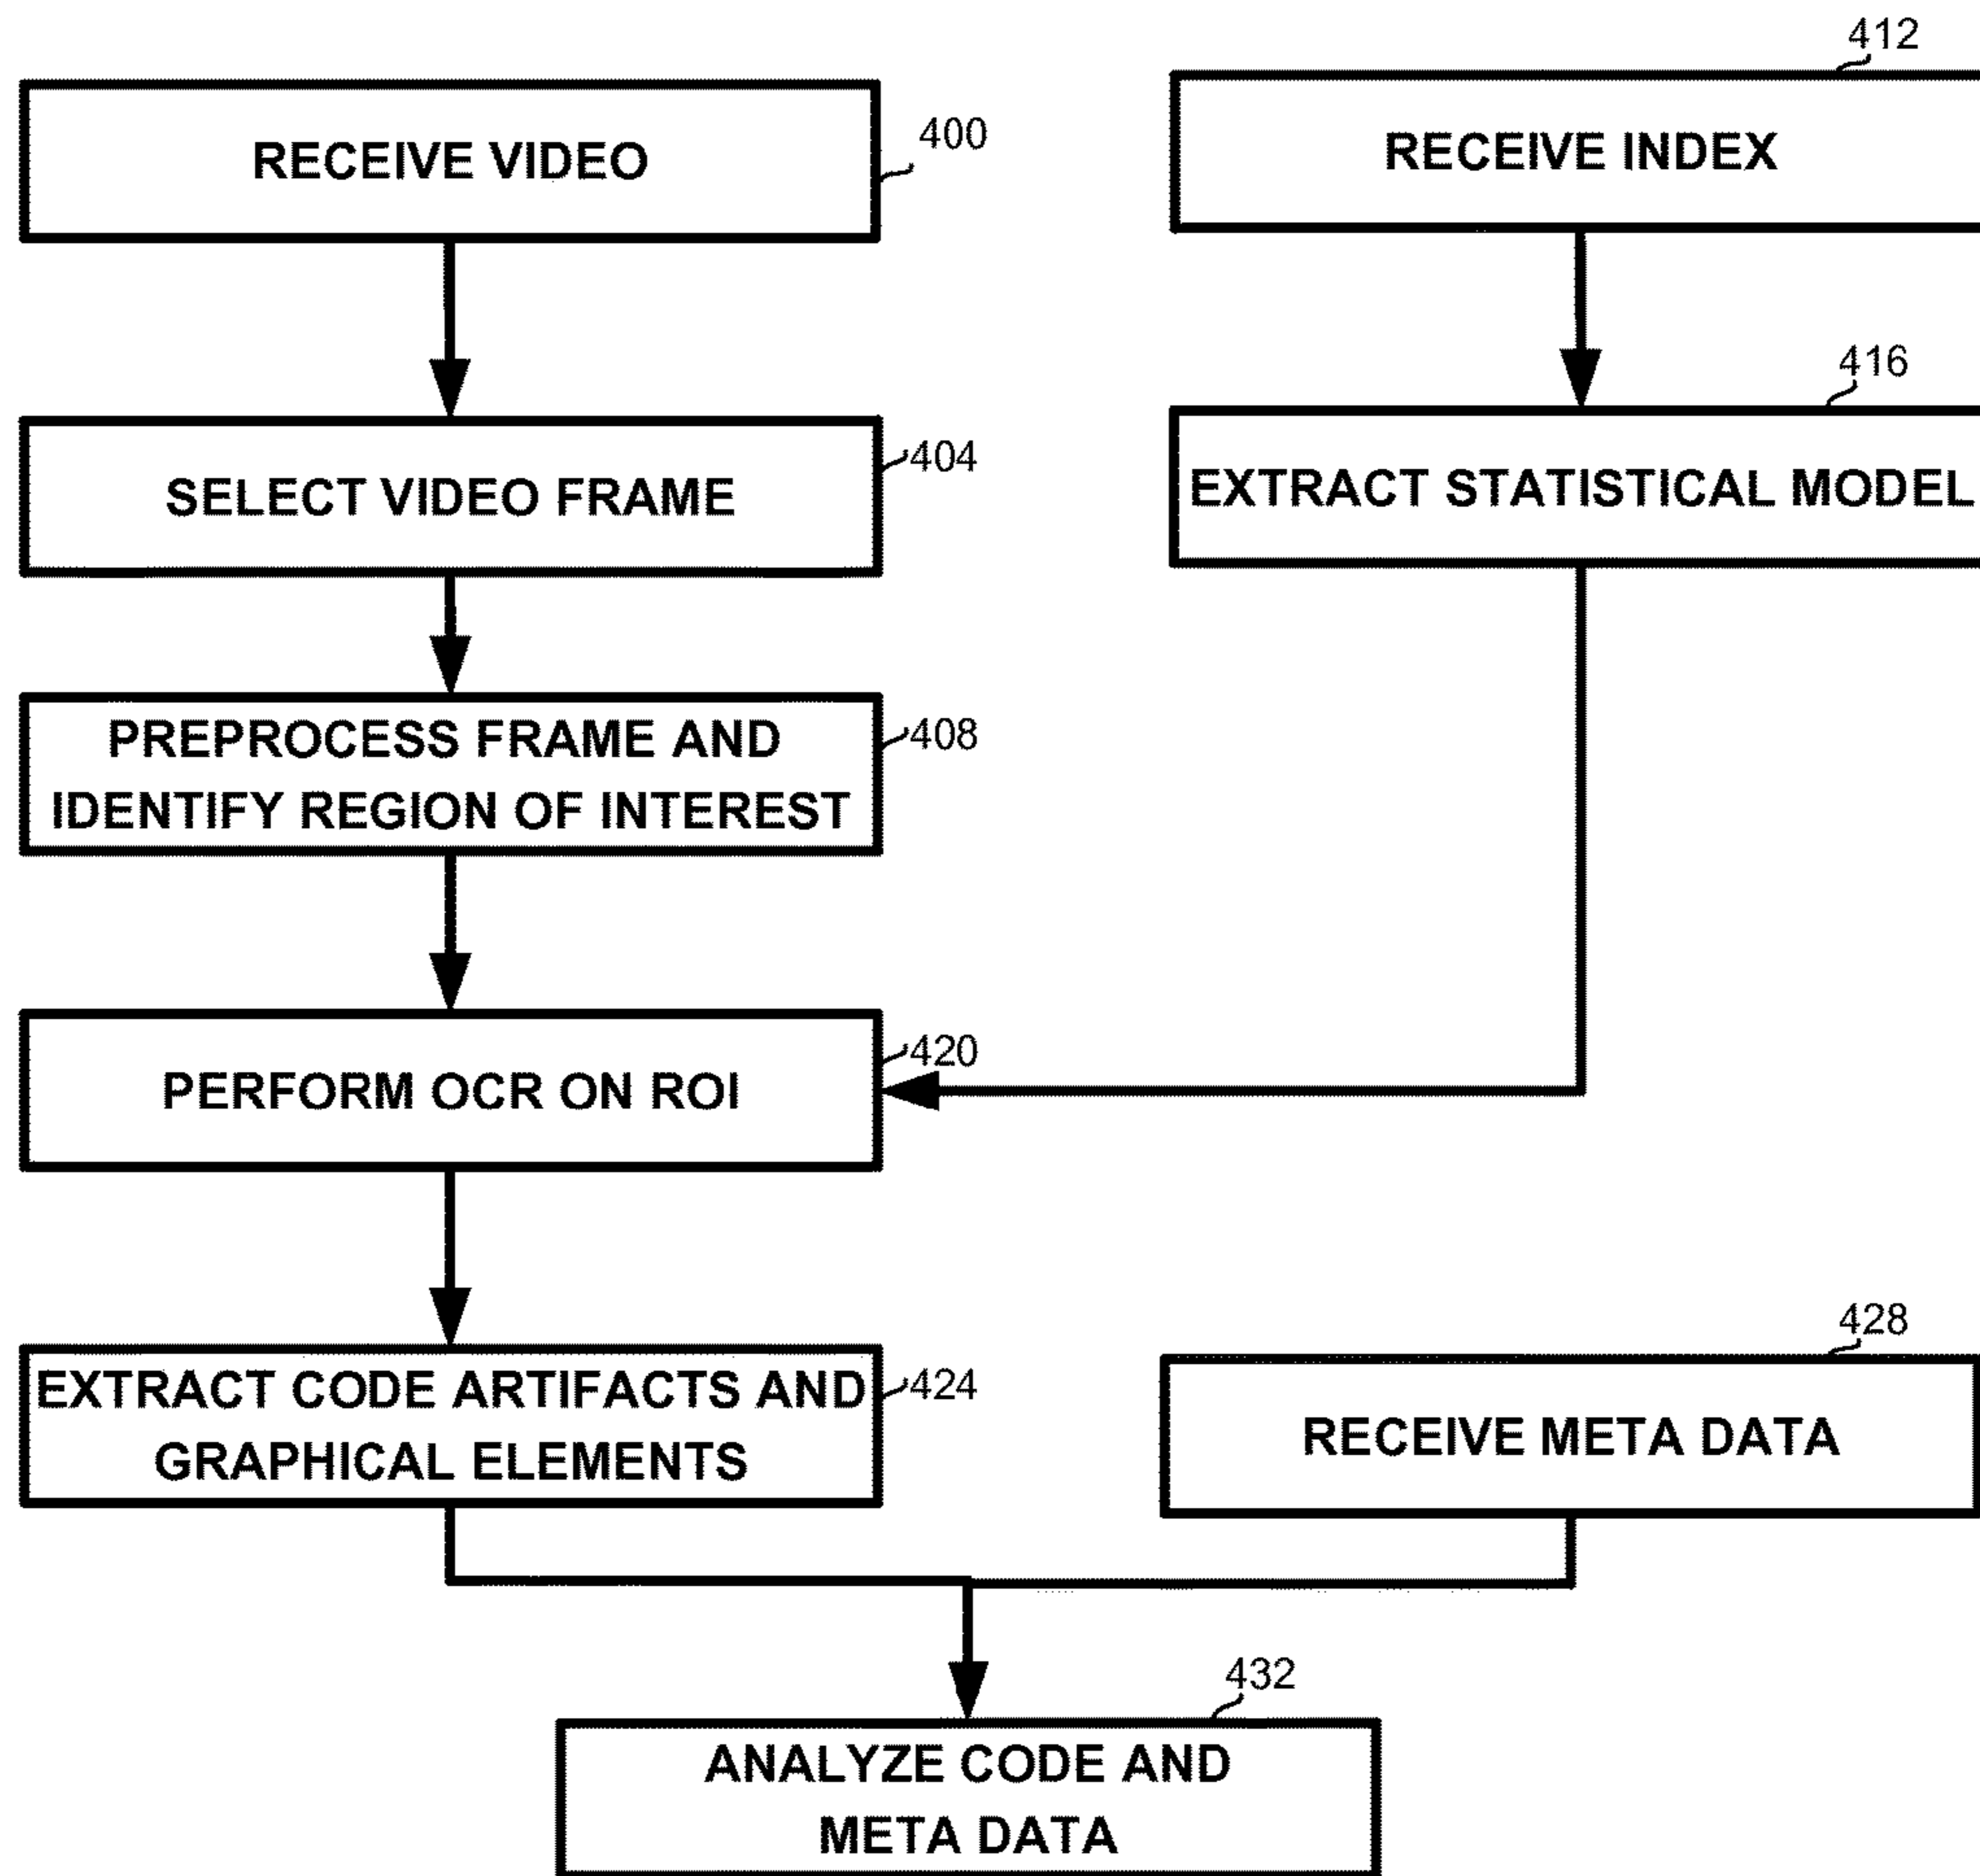 412
RECEIVE VIDEO
400
RECEIVE INDEX
416
SELECT VIDEO FRAME
404
EXTRACT STATISTICAL MODEL
PREPROCESS FRAME AND
IDENTIFY REGION OF INTEREST
408
PERFORM OCR ON ROI
420
EXTRACT CODE ARTIFACTS AND
GRAPHICAL ELEMENTS
424
428
RECEIVE META DATA
432
ANALYZE CODE AND
META DATA